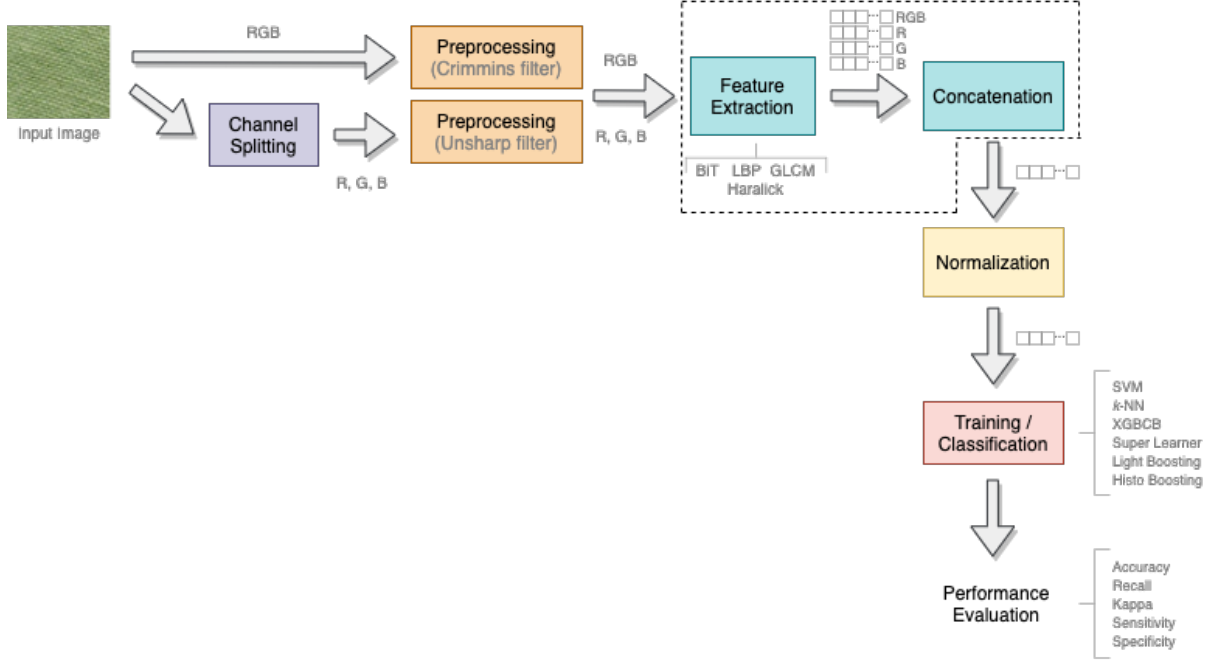 RGB
Input Image
Channel
Splitting
R, G, B
Preprocessing
(Crimmins filter)
Preprocessing
(Unsharp filter)
RGB
R, G, B
Feature
Extraction
BiT LBP GLCM
Haralick
RGB
R
G
B
Concatenation
Normalization
Training /
Classification
SVM
k-NN
XGBCB
Super Learner
Light Boosting
Histo Boosting
Performance
Evaluation
Accuracy
Recall
Kappa
Sensitivity
Specificity